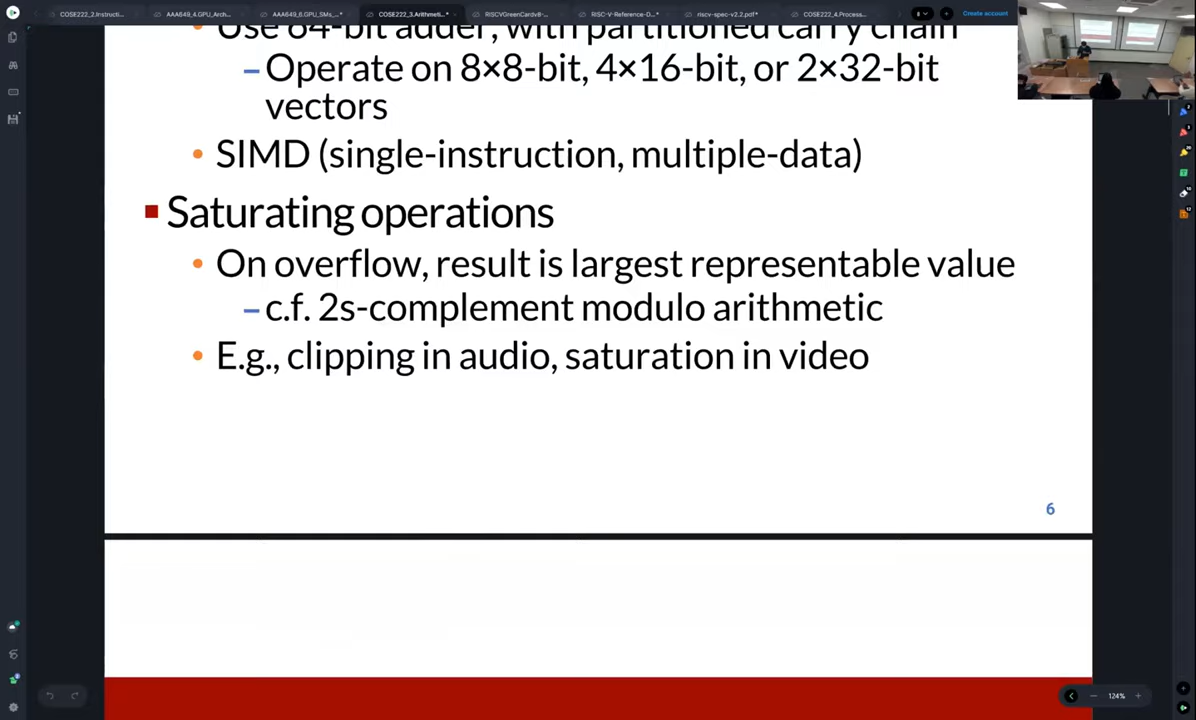 COSE222_2.Instructi...
AAA649_4.GPU_Arch...
AAA649_6.GPU_SMs_...*
COSE222_3.Arithmeti...*
RISCVGreenCardv8-...
RISC-V-Reference-D...*
riscv-spec-v2.2.pdf*
COSE222_4.Process...
Create account
Use 64-bit adder, with partitioned carry chain
–Operate on 8×8-bit, 4×16-bit, or 2×32-bit
vectors
• SIMD (single-instruction, multiple-data)
Saturating operations
• On overflow, result is largest representable value
–c.f. 2s-complement modulo arithmetic
• E.g., clipping in audio, saturation in video
6
124%